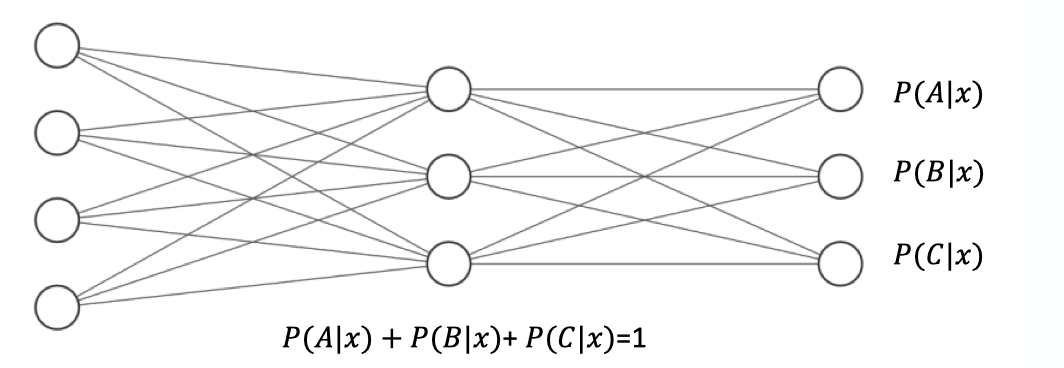 P(A|x)
P(B|x)
P(C|x)
P(A|x) + P(B|x)+ P(C|x)=1